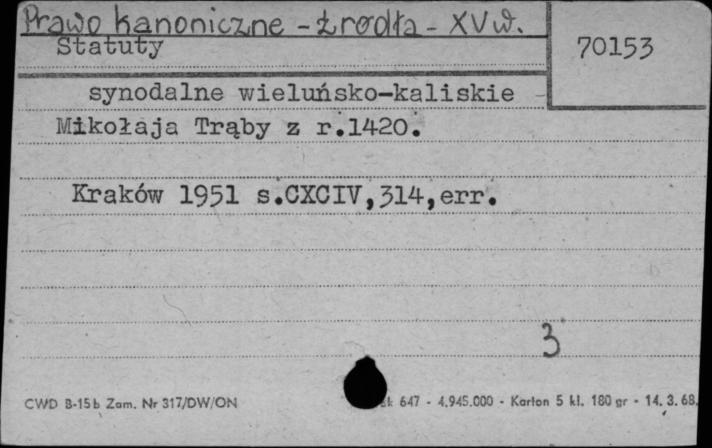 Prawo kanoniczne - źrodła - XV w.
Statuty
70153
synodalne wieluńsko-kaliskie
Mikołaja Trąby z r.1420.
Kraków 1951 s.CXCIV,314,err.
3
CWD B-15b Zam. Nr 317/DW/ON
647 - 4.945.000 - Karton 5 kl. 180 gr - 14. 3. 68.